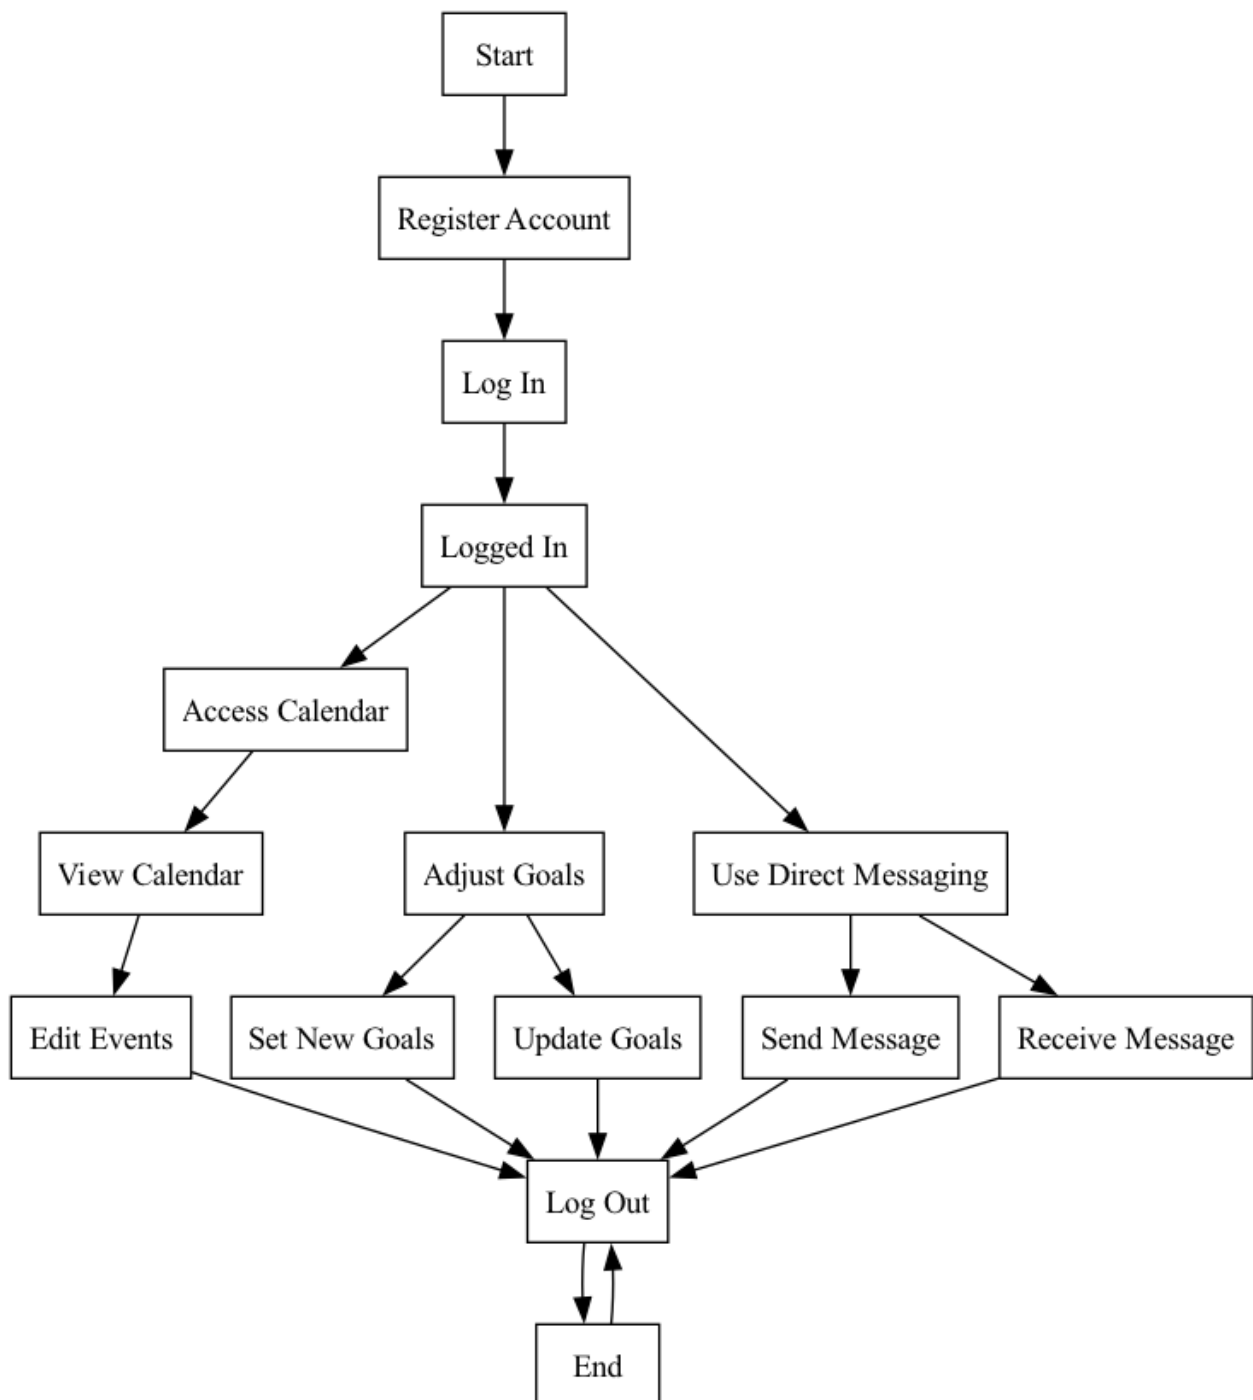 Start
Register Account
Log In
Logged In
Access Calendar
View Calendar
Adjust Goals
Use Direct Messaging
Edit Events
Set New Goals
Update Goals
Send Message
Receive Message
Log Out
End